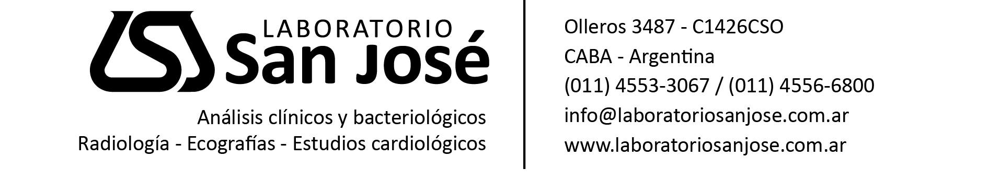 LABORATORIO
San José
Análisis clínicos y bacteriológicos
Radiología - Ecografías - Estudios cardiológicos
Olleros 3487 - C1426CSO
CABA - Argentina
(011) 4553-3067 / (011) 4556-6800
info@laboratoriosanjose.com.ar
www.laboratoriosanjose.com.ar